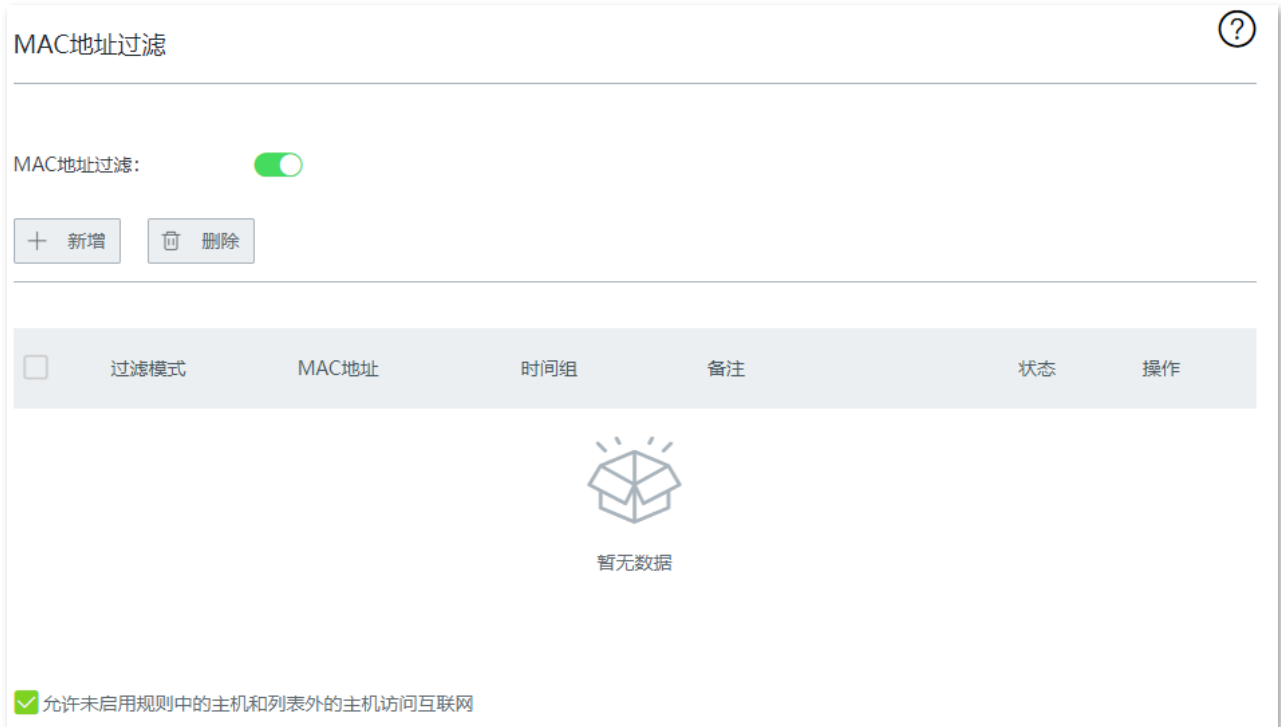 MAC地址过滤
MAC地址过滤：
新增 删除
过滤模式 MAC地址 时间组 备注 状态 操作
暂无数据
允许未启用规则中的主机和列表外的主机访问互联网